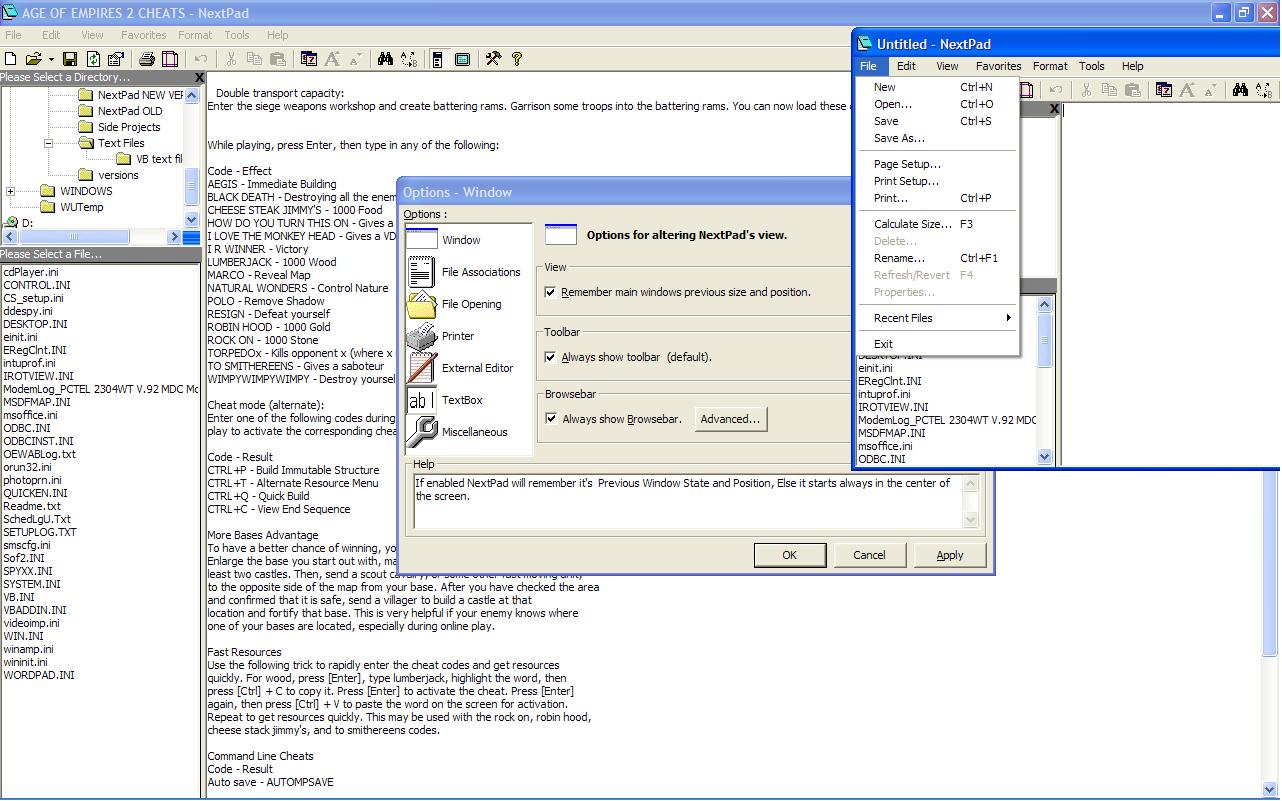 AGE OF EMPIRES 2 CHEATS - NextPad
File Edit View Favorites Format Tools Help
Please Select a Directory... X
NextPad NEW VER
NextPad OLD
Side Projects
Text Files
VB text fil
versions
WINDOWS
WUTemp
D:
Please Select a File...
cdPlayer.ini
CONTROL.INI
CS_setup.ini
ddespy.ini
DESKTOP.INI
einit.ini
ERegClnt.INI
intuprof.ini
IROTVIEW.INI
ModemLog_PCTEL 2304WT V.92 MDC Mo
MSDFMAP.INI
msoffice.ini
ODBC.INI
ODBCINST.INI
OEWABLog.txt
orun32.ini
photoprn.ini
QUICKEN.INI
Readme.txt
SchedLgU.Txt
SETUPLOG.TXT
smscfg.ini
Sof2.INI
SPYXX.INI
SYSTEM.INI
VB.INI
VBADDIN.INI
videoimp.ini
WIN.INI
winamp.ini
wininit.ini
WORDPAD.INI
Double transport capacity:
Enter the siege weapons workshop and create battering rams. Garrison some troops into the battering rams. You can now load these
While playing, press Enter, then type in any of the following:
Code - Effect
AEGIS - Immediate Building
BLACK DEATH - Destroying all the enem
CHEESE STEAK JIMMY'S - 1000 Food
HOW DO YOU TURN THIS ON - Gives a
I LOVE THE MONKEY HEAD - Gives a VD
I R WINNER - Victory
LUMBERJACK - 1000 Wood
MARCO - Reveal Map
NATURAL WONDERS - Control Nature
POLO - Remove Shadow
RESIGN - Defeat yourself
ROBIN HOOD - 1000 Gold
ROCK ON - 1000 Stone
TORPEDOx - Kills opponent x (where x
TO SMITHEREENS - Gives a saboteur
WIMPYWIMPYWIMPY - Destroy yourse
Cheat mode (alternate):
Enter one of the following codes during
play to activate the corresponding chea
Code - Result
CTRL+P - Build Immutable Structure
CTRL+T - Alternate Resource Menu
CTRL+Q - Quick Build
CTRL+C - View End Sequence
More Bases Advantage
To have a better chance of winning, yo
Enlarge the base you start out with, ma
least two castles. Then, send a scout cavalry, or some other fast moving unit,
to the opposite side of the map from your base. After you have checked the area
and confirmed that it is safe, send a villager to build a castle at that
location and fortify that base. This is very helpful if your enemy knows where
one of your bases are located, especially during online play.
Fast Resources
Use the following trick to rapidly enter the cheat codes and get resources
quickly. For wood, press [Enter], type lumberjack, highlight the word, then
press [Ctrl] + C to copy it. Press [Enter] to activate the cheat. Press [Enter]
again, then press [Ctrl] + V to paste the word on the screen for activation.
Repeat to get resources quickly. This may be used with the rock on, robin hood,
cheese stack jimmy's, and to smithereens codes.
Command Line Cheats
Code - Result
Auto save - AUTOMPSAVE
Options - Window
Options :
Window
File Associations
File Opening
Printer
External Editor
ab| TextBox
Miscellaneous
Options for altering NextPad's view.
View
Remember main windows previous size and position.
Toolbar
Always show toolbar (default).
Browsebar
Always show Browsebar. Advanced...
Help
If enabled NextPad will remember it's Previous Window State and Position, Else it starts always in the center of
the screen.
OK Cancel Apply
Untitled - NextPad
File Edit View Favorites Format Tools Help
New Ctrl+N
Open... Ctrl+O
Save Ctrl+S
Save As...
Page Setup...
Print Setup...
Print... Ctrl+P
Calculate Size... F3
Delete...
Rename... Ctrl+F1
Refresh/Revert F4
Properties...
Recent Files
Exit
X
DESKTOP.INI
einit.ini
ERegClnt.INI
intuprof.ini
IROTVIEW.INI
ModemLog_PCTEL 2304WT V.92 MDC
MSDFMAP.INI
msoffice.ini
ODBC.INI